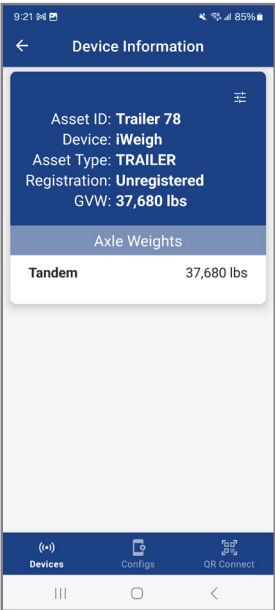 9:21
85%
Device Information
Asset ID: Trailer 78
Device: iWeigh
Asset Type: TRAILER
Registration: Unregistered
GVW: 37,680 lbs
Axle Weights
Tandem 37,680 lbs
Devices Configs QR Connect